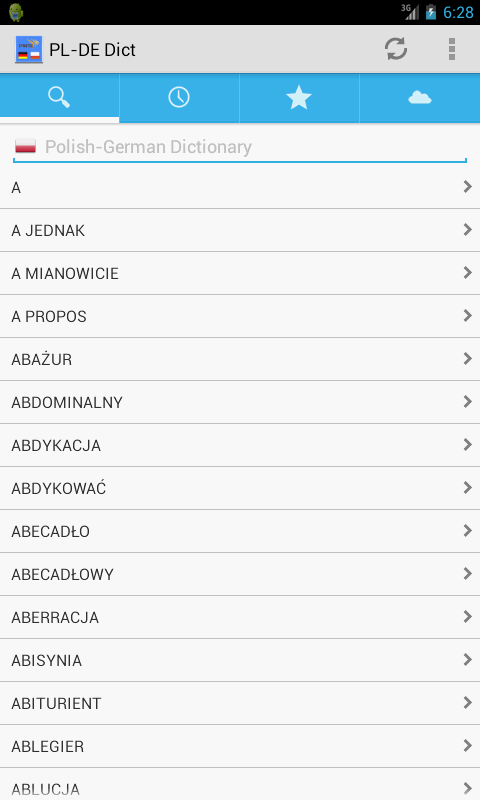 3G 6:28
PL-DE Dict
Polish-German Dictionary
A
A JEDNAK
A MIANOWICIE
A PROPOS
ABAŻUR
ABDOMINALNY
ABDYKACJA
ABDYKOWAĆ
ABECADŁO
ABECADŁOWY
ABERRACJA
ABISYNIA
ABITURIENT
ABLEGIER
ABLUCJA